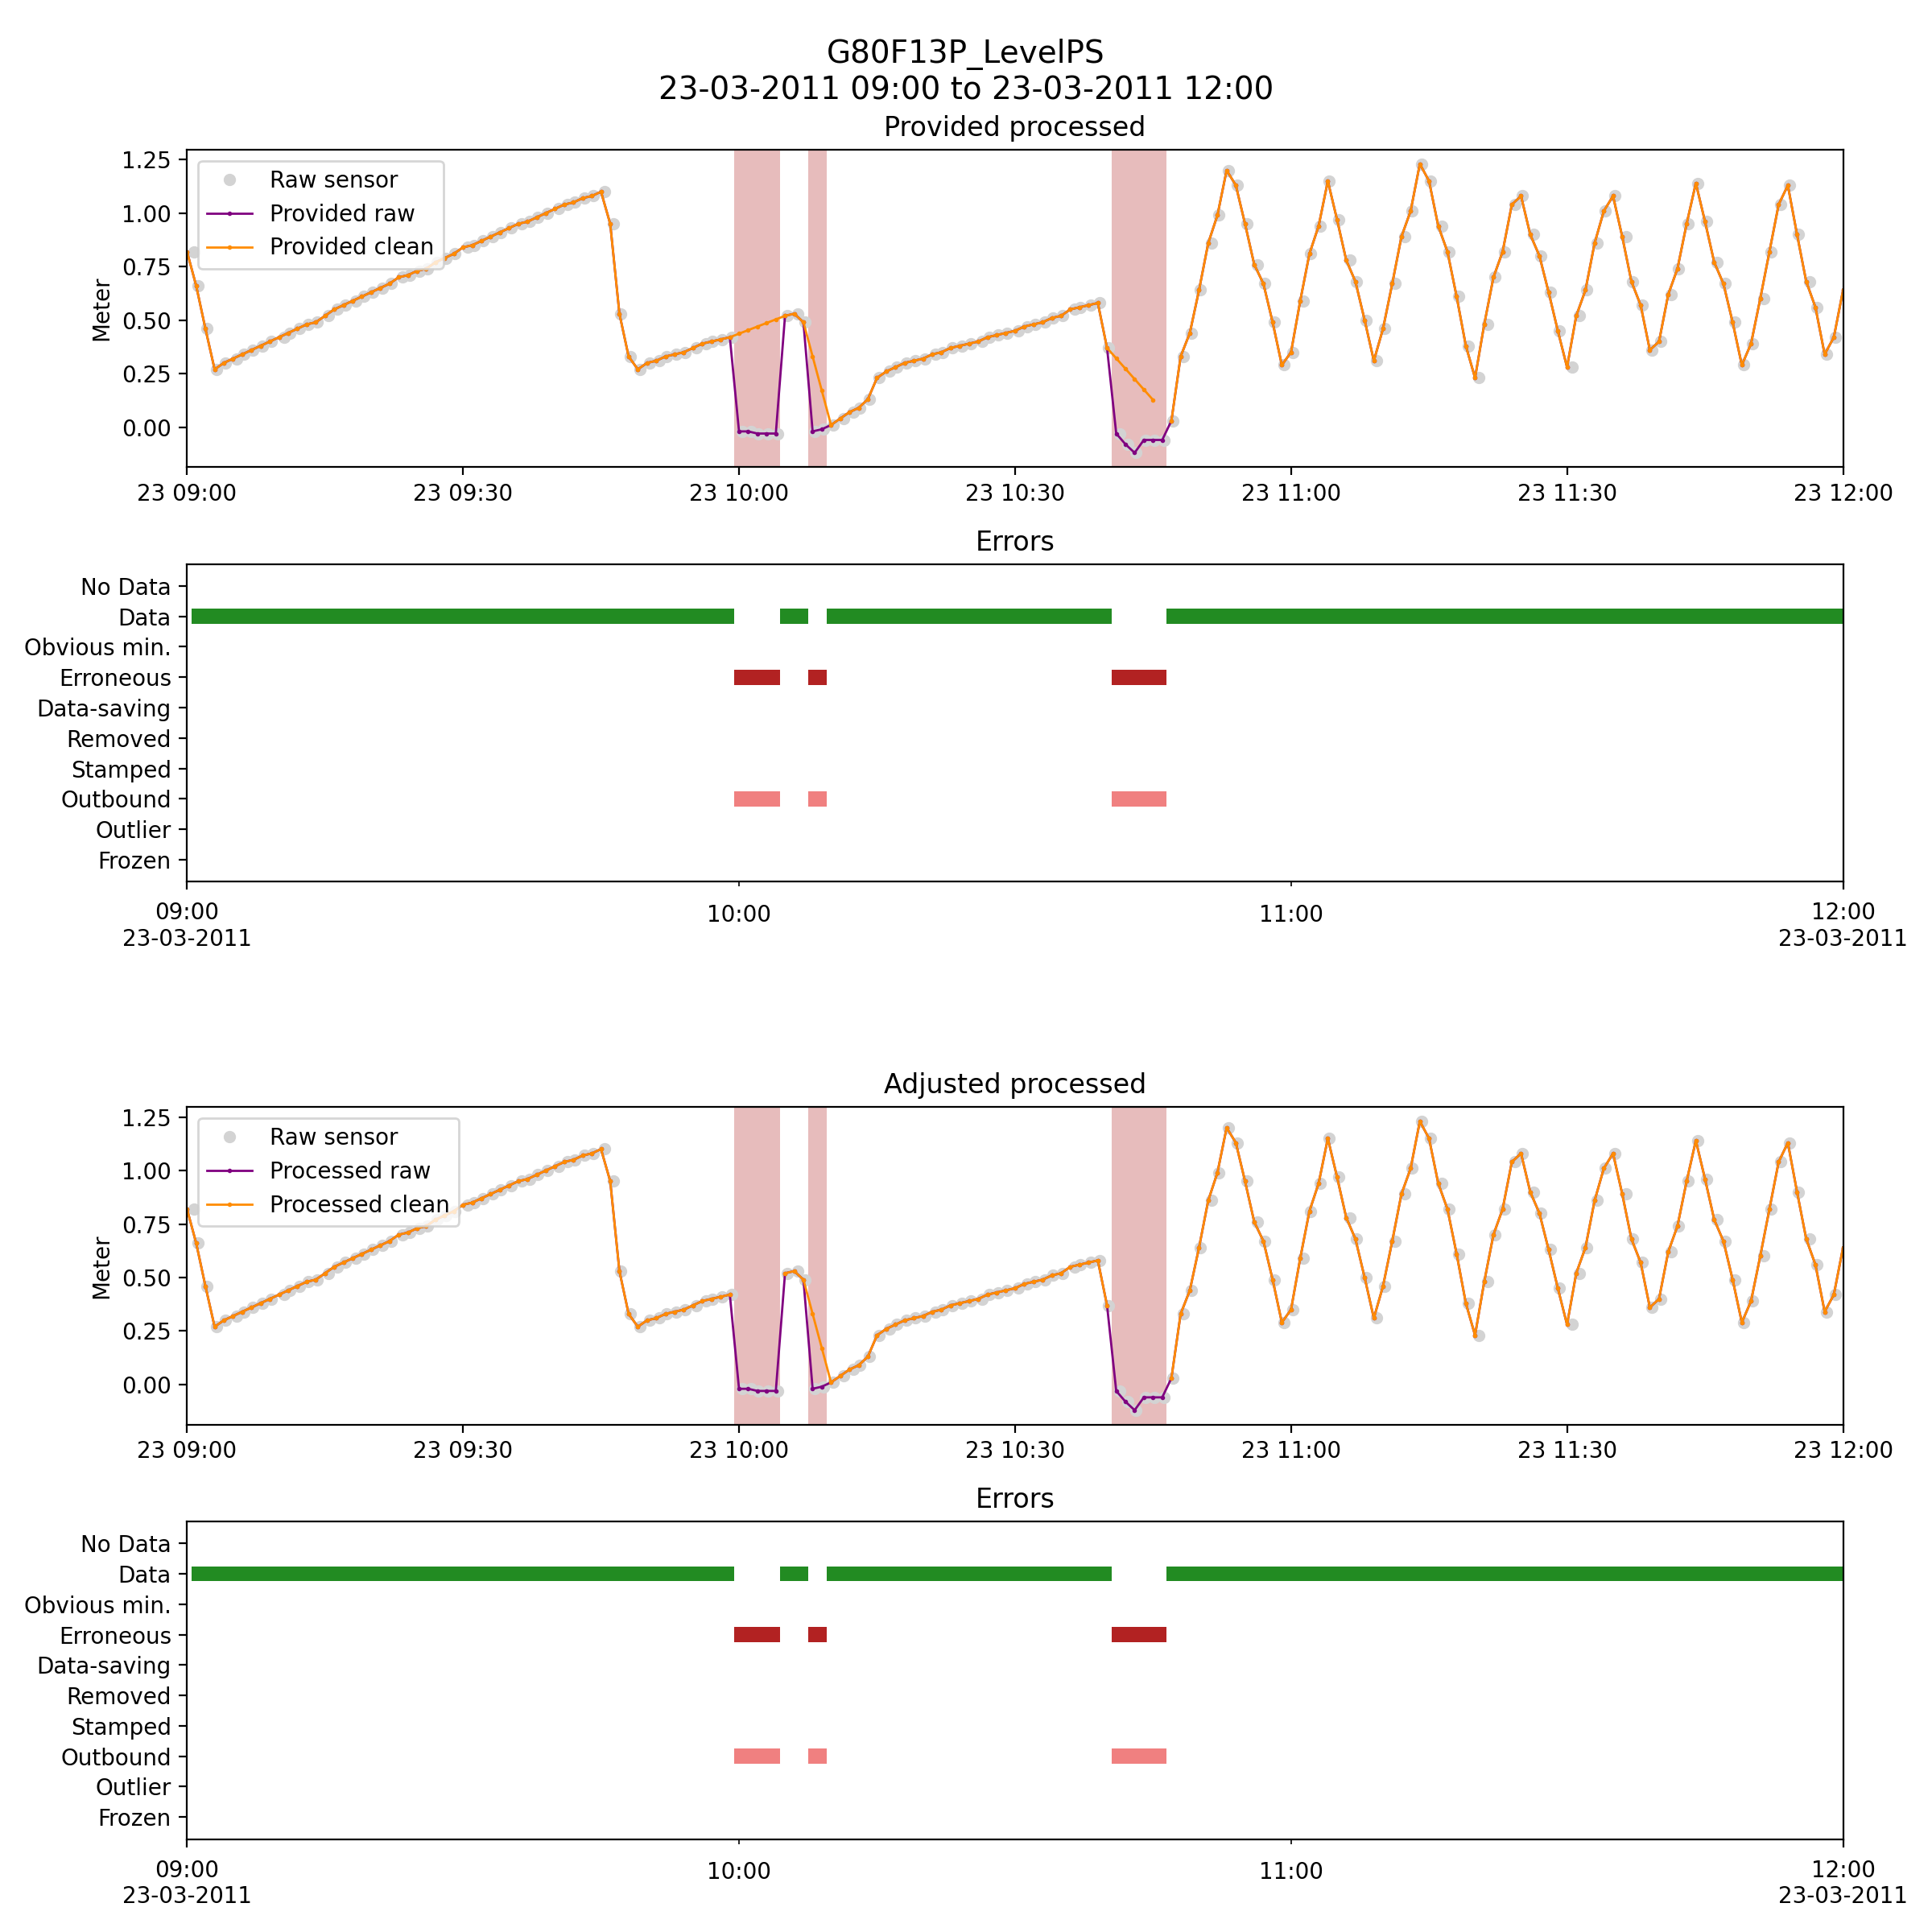 G80F13P_LevelPS
23-03-2011 09:00 to 23-03-2011 12:00
Provided processed
Meter
1.25
1.00
0.75
0.50
0.25
0.00
Raw sensor
Provided raw
Provided clean
23 09:00 23 09:30 23 10:00 23 10:30 23 11:00 23 11:30 23 12:00
Errors
No Data
Data
Obvious min.
Erroneous
Data-saving
Removed
Stamped
Outbound
Outlier
Frozen
09:00 10:00 11:00 12:00
23-03-2011 23-03-2011
Adjusted processed
Meter
1.25
1.00
0.75
0.50
0.25
0.00
Raw sensor
Processed raw
Processed clean
23 09:00 23 09:30 23 10:00 23 10:30 23 11:00 23 11:30 23 12:00
Errors
No Data
Data
Obvious min.
Erroneous
Data-saving
Removed
Stamped
Outbound
Outlier
Frozen
09:00 10:00 11:00 12:00
23-03-2011 23-03-2011